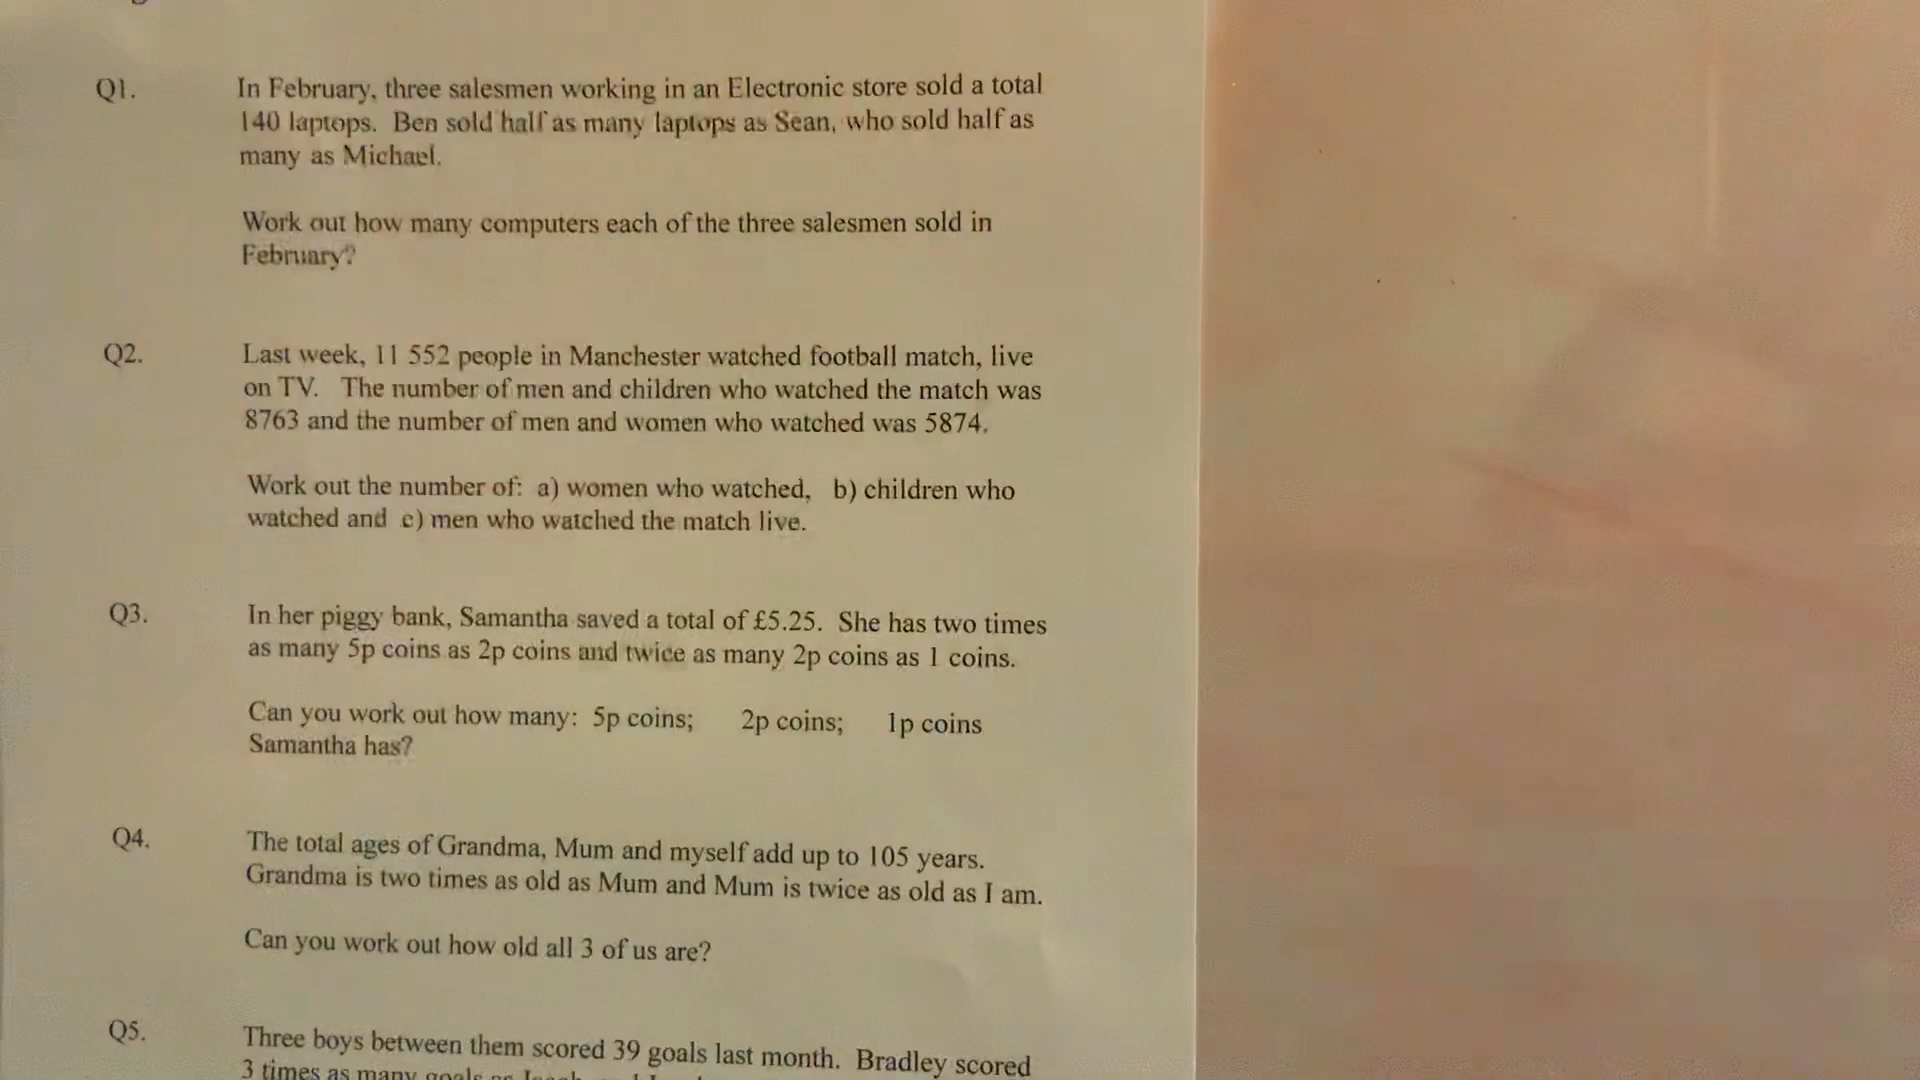 Q1. In February, three salesmen working in an Electronic store sold a total
140 laptops. Ben sold half as many laptops as Sean, who sold half as
many as Michael.
Work out how many computers each of the three salesmen sold in
February?
Q2. Last week, 11 552 people in Manchester watched football match, live
on TV. The number of men and children who watched the match was
8763 and the number of men and women who watched was 5874.
Work out the number of: a) women who watched, b) children who
watched and c) men who watched the match live.
Q3. In her piggy bank, Samantha saved a total of £5.25. She has two times
as many 5p coins as 2p coins and twice as many 2p coins as 1 coins.
Can you work out how many: 5p coins; 2p coins; 1p coins
Samantha has?
Q4. The total ages of Grandma, Mum and myself add up to 105 years.
Grandma is two times as old as Mum and Mum is twice as old as I am.
Can you work out how old all 3 of us are?
Q5. Three boys between them scored 39 goals last month. Bradley scored
3 times as many goals as